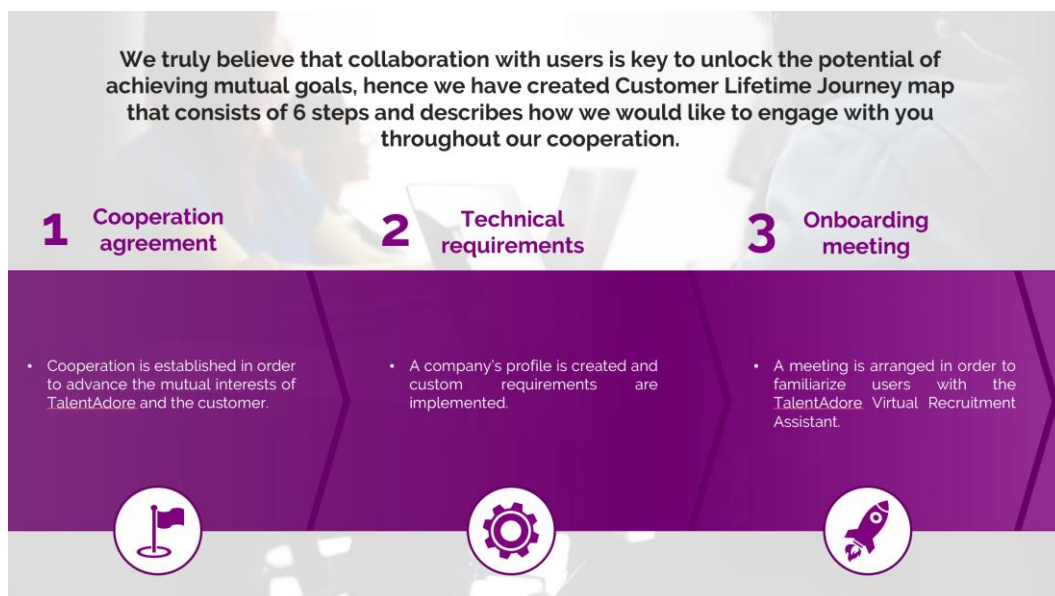 We truly believe that collaboration with users is key to unlock the potential of
achieving mutual goals, hence we have created Customer Lifetime Journey map
that consists of 6 steps and describes how we would like to engage with you
throughout our cooperation.
1 Cooperation
agreement
2 Technical
requirements
3 Onboarding
meeting
• Cooperation is established in order
to advance the mutual interests of
TalentAdore and the customer.
• A company's profile is created and
custom requirements are
implemented.
• A meeting is arranged in order to
familiarize users with the
TalentAdore Virtual Recruitment
Assistant.